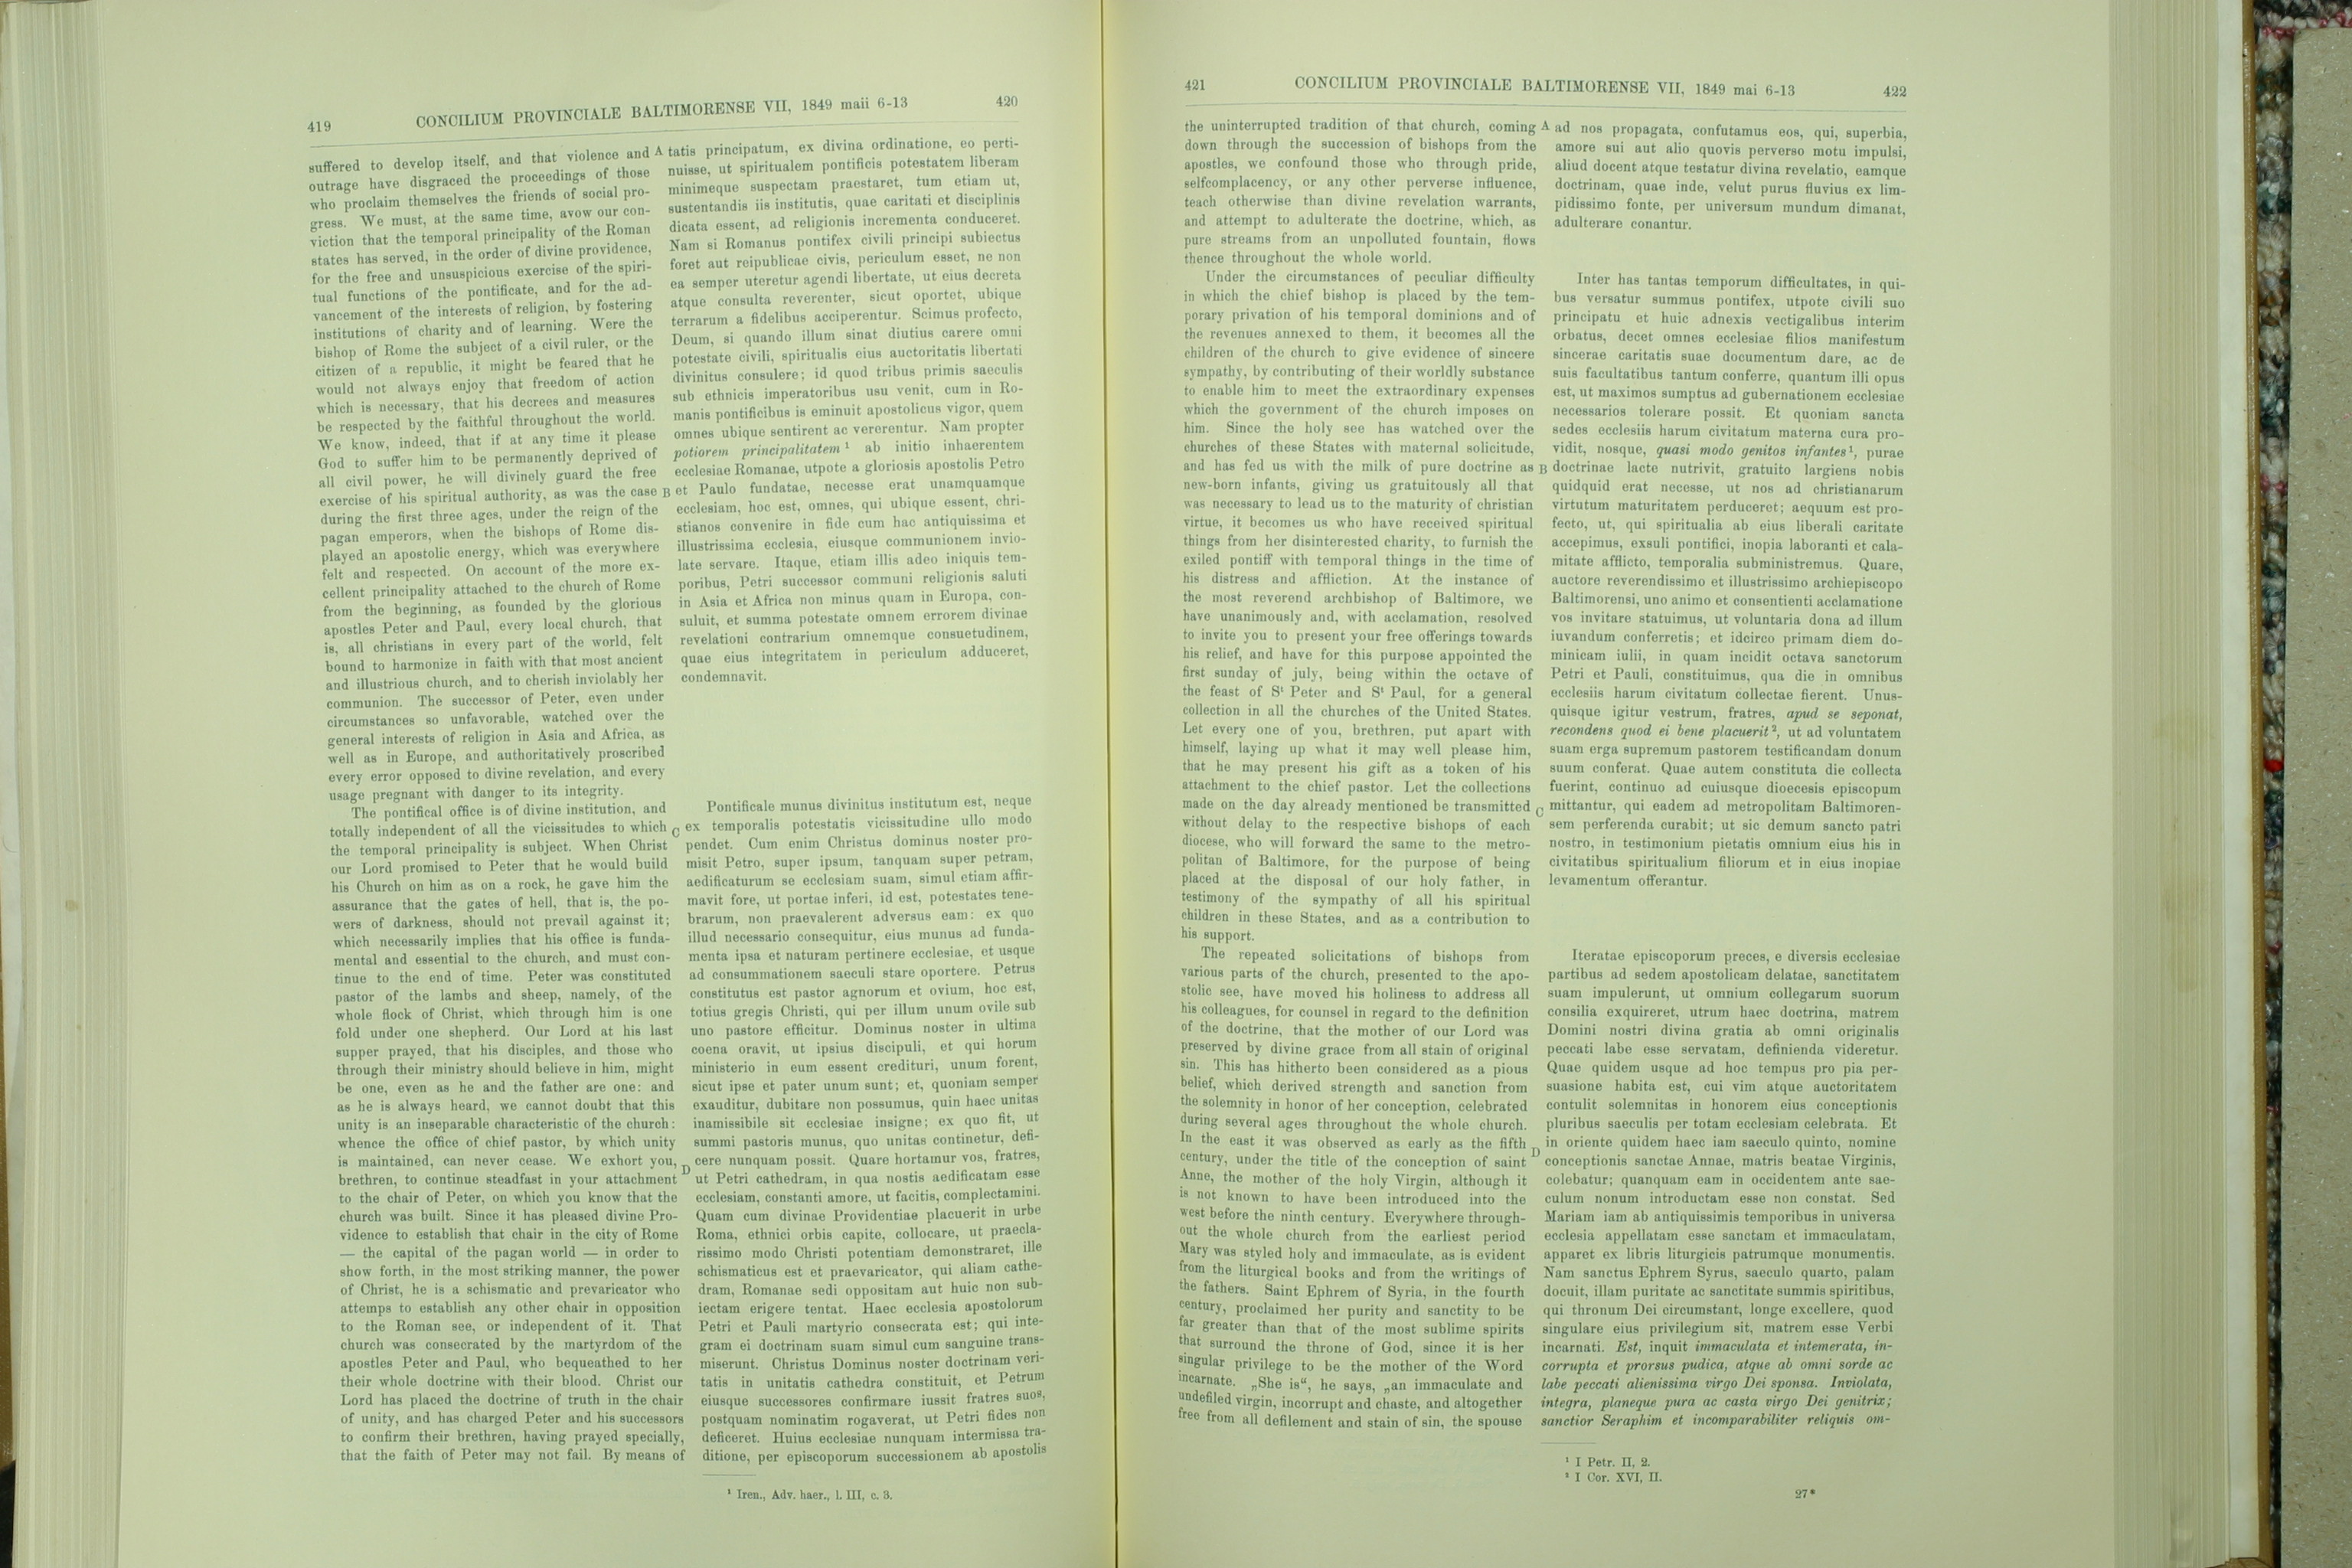 419
CONCILIUM PROVINCIALE BALTIMORENSE VII, 1849 maii 6-13
420
suffered to develop itself, and that violence and
outrage have disgraced the proceedings of those
who proclaim themselves the friends of social pro-
gress. We must, at the same time, avow our con-
viction that the temporal principality of the Roman
states has served, in the order of divine providence,
for the free and unsuspicious exercise of the spiri-
tual functions of the pontificate, and for the ad-
vancement of the interests of religion, by fostering
institutions of charity and of learning. Were the
bishop of Rome the subject of a civil ruler, or the
citizen of a republic, it might be feared that he
would not always enjoy that freedom of action
which is necessary, that his decrees and measures
be respected by the faithful throughout the world.
We know, indeed, that if at any time it please
God to suffer him to be permanently deprived of
all civil power, he will divinely guard the free
exercise of his spiritual authority, as was the case
during the first three ages, under the reign of the
pagan emperors, when the bishops of Rome dis-
played an apostolic energy, which was everywhere
felt and respected. On account of the more ex-
cellent principality attached to the church of Rome
from the beginning, as founded by the glorious
apostles Peter and Paul, every local church, that
is, all christians in every part of the world, felt
bound to harmonize in faith with that most ancient
and illustrious church, and to cherish inviolably her
communion. The successor of Peter, even under
circumstances so unfavorable, watched over the
general interests of religion in Asia and Africa, as
well as in Europe, and authoritatively proscribed
every error opposed to divine revelation, and every
usage pregnant with danger to its integrity.
The pontifical office is of divine institution, and
totally independent of all the vicissitudes to which
the temporal principality is subject. When Christ
our Lord promised to Peter that he would build
his Church on him as on a rock, he gave him the
assurance that the gates of hell, that is, the po-
wers of darkness, should not prevail against it;
which necessarily implies that his office is funda-
mental and essential to the church, and must con-
tinue to the end of time. Peter was constituted
pastor of the lambs and sheep, namely, of the
whole flock of Christ, which through him is one
fold under one shepherd. Our Lord at his last
supper prayed, that his disciples, and those who
through their ministry should believe in him, might
be one, even as he and the father are one: and
as he is always heard, we cannot doubt that this
unity is an inseparable characteristic of the church:
whence the office of chief pastor, by which unity
is maintained, can never cease. We exhort you,
brethren, to continue steadfast in your attachment
to the chair of Peter, on which you know that the
church was built. Since it has pleased divine Pro-
vidence to establish that chair in the city of Rome
— the capital of the pagan world — in order to
show forth, in the most striking manner, the power
of Christ, he is a schismatic and prevaricator who
attemps to establish any other chair in opposition
to the Roman see, or independent of it. That
church was consecrated by the martyrdom of the
apostles Peter and Paul, who bequeathed to her
their whole doctrine with their blood. Christ our
Lord has placed the doctrine of truth in the chair
of unity, and has charged Peter and his successors
to confirm their brethren, having prayed specially,
that the faith of Peter may not fail. By means of
A
B
C
D
tatis principatum, ex divina ordinatione, eo perti-
nuisse, ut spiritualem pontificis potestatem liberam
minimeque suspectam praestaret, tum etiam ut,
sustentandis iis institutis, quae caritati et disciplinis
dicata essent, ad religionis incrementa conduceret.
Nam si Romanus pontifex civili principi subiectus
foret aut reipublicae civis, periculum esset, ne non
ea semper uteretur agendi libertate, ut eius decreta
atque consulta reverenter, sicut oportet, ubique
terrarum a fidelibus acciperentur. Scimus profecto,
Deum, si quando illum sinat diutius carere omni
potestate civili, spiritualis eius auctoritatis libertati
divinitus consulere; id quod tribus primis saeculis
sub ethnicis imperatoribus usu venit, cum in Ro-
manis pontificibus is eminuit apostolicus vigor, quem
omnes ubique sentirent ac vererentur. Nam propter
potiorem principalitatem ¹ ab initio inhaerentem
ecclesiae Romanae, utpote a gloriosis apostolis Petro
et Paulo fundatae, necesse erat unamquamque
ecclesiam, hoc est, omnes, qui ubique essent, chri-
stianos convenire in fide cum hac antiquissima et
illustrissima ecclesia, eiusque communionem invio-
late servare. Itaque, etiam illis adeo iniquis tem-
poribus, Petri successor communi religionis saluti
in Asia et Africa non minus quam in Europa, con-
suluit, et summa potestate omnem errorem divinae
revelationi contrarium omnemque consuetudinem,
quae eius integritatem in periculum adduceret,
condemnavit.
Pontificale munus divinitus institutum est, neque
ex temporalis potestatis vicissitudine ullo modo
pendet. Cum enim Christus dominus noster pro-
misit Petro, super ipsum, tanquam super petram,
aedificaturum se ecclesiam suam, simul etiam affir-
mavit fore, ut portae inferi, id est, potestates tene-
brarum, non praevalerent adversus eam: ex quo
illud necessario consequitur, eius munus ad funda-
menta ipsa et naturam pertinere ecclesiae, et usque
ad consummationem saeculi stare oportere. Petrus
constitutus est pastor agnorum et ovium, hoc est,
totius gregis Christi, qui per illum unum ovile sub
uno pastore efficitur. Dominus noster in ultima
coena oravit, ut ipsius discipuli, et qui horum
ministerio in eum essent credituri, unum forent,
sicut ipse et pater unum sunt; et, quoniam semper
exauditur, dubitare non possumus, quin haec unitas
inamissibile sit ecclesiae insigne; ex quo fit, ut
summi pastoris munus, quo unitas continetur, defi-
cere nunquam possit. Quare hortamur vos, fratres,
ut Petri cathedram, in qua nostis aedificatam esse
ecclesiam, constanti amore, ut facitis, complectamini.
Quam cum divinae Providentiae placuerit in urbe
Roma, ethnici orbis capite, collocare, ut praecla-
rissimo modo Christi potentiam demonstraret, ille
schismaticus est et praevaricator, qui aliam cathe-
dram, Romanae sedi oppositam aut huic non sub-
iectam erigere tentat. Haec ecclesia apostolorum
Petri et Pauli martyrio consecrata est; qui inte-
gram ei doctrinam suam simul cum sanguine trans-
miserunt. Christus Dominus noster doctrinam veri-
tatis in unitatis cathedra constituit, et Petrum
eiusque successores confirmare iussit fratres suos,
postquam nominatim rogaverat, ut Petri fides non
deficeret. Huius ecclesiae nunquam intermissa tra-
ditione, per episcoporum successionem ab apostolis
¹ Iren., Adv. haer., l. III, c. 3.
421
CONCILIUM PROVINCIALE BALTIMORENSE VII, 1849 mai 6-13
422
the uninterrupted tradition of that church, coming
down through the succession of bishops from the
apostles, we confound those who through pride,
selfcomplacency, or any other perverse influence,
teach otherwise than divine revelation warrants,
and attempt to adulterate the doctrine, which, as
pure streams from an unpolluted fountain, flows
thence throughout the whole world.
Under the circumstances of peculiar difficulty
in which the chief bishop is placed by the tem-
porary privation of his temporal dominions and of
the revenues annexed to them, it becomes all the
children of the church to give evidence of sincere
sympathy, by contributing of their worldly substance
to enable him to meet the extraordinary expenses
which the government of the church imposes on
him. Since the holy see has watched over the
churches of these States with maternal solicitude,
and has fed us with the milk of pure doctrine as
new-born infants, giving us gratuitously all that
was necessary to lead us to the maturity of christian
virtue, it becomes us who have received spiritual
things from her disinterested charity, to furnish the
exiled pontiff with temporal things in the time of
his distress and affliction. At the instance of
the most reverend archbishop of Baltimore, we
have unanimously and, with acclamation, resolved
to invite you to present your free offerings towards
his relief, and have for this purpose appointed the
first sunday of july, being within the octave of
the feast of Sᵗ Peter and Sᵗ Paul, for a general
collection in all the churches of the United States.
Let every one of you, brethren, put apart with
himself, laying up what it may well please him,
that he may present his gift as a token of his
attachment to the chief pastor. Let the collections
made on the day already mentioned be transmitted
without delay to the respective bishops of each
diocese, who will forward the same to the metro-
politan of Baltimore, for the purpose of being
placed at the disposal of our holy father, in
testimony of the sympathy of all his spiritual
children in these States, and as a contribution to
his support.
The repeated solicitations of bishops from
various parts of the church, presented to the apo-
stolic see, have moved his holiness to address all
his colleagues, for counsel in regard to the definition
of the doctrine, that the mother of our Lord was
preserved by divine grace from all stain of original
sin. This has hitherto been considered as a pious
belief, which derived strength and sanction from
the solemnity in honor of her conception, celebrated
during several ages throughout the whole church.
In the east it was observed as early as the fifth
century, under the title of the conception of saint
Anne, the mother of the holy Virgin, although it
is not known to have been introduced into the
west before the ninth century. Everywhere through-
out the whole church from the earliest period
Mary was styled holy and immaculate, as is evident
from the liturgical books and from the writings of
the fathers. Saint Ephrem of Syria, in the fourth
century, proclaimed her purity and sanctity to be
far greater than that of the most sublime spirits
that surround the throne of God, since it is her
singular privilege to be the mother of the Word
incarnate. „She is“, he says, „an immaculate and
undefiled virgin, incorrupt and chaste, and altogether
free from all defilement and stain of sin, the spouse
A
B
C
D
ad nos propagata, confutamus eos, qui, superbia,
amore sui aut alio quovis perverso motu impulsi,
aliud docent atque testatur divina revelatio, eamque
doctrinam, quae inde, velut purus fluvius ex lim-
pidissimo fonte, per universum mundum dimanat,
adulterare conantur.
Inter has tantas temporum difficultates, in qui-
bus versatur summus pontifex, utpote civili suo
principatu et huic adnexis vectigalibus interim
orbatus, decet omnes ecclesiae filios manifestum
sincerae caritatis suae documentum dare, ac de
suis facultatibus tantum conferre, quantum illi opus
est, ut maximos sumptus ad gubernationem ecclesiae
necessarios tolerare possit. Et quoniam sancta
sedes ecclesiis harum civitatum materna cura pro-
vidit, nosque, quasi modo genitos infantes¹, purae
doctrinae lacte nutrivit, gratuito largiens nobis
quidquid erat necesse, ut nos ad christianarum
virtutum maturitatem perduceret; aequum est pro-
fecto, ut, qui spiritualia ab eius liberali caritate
accepimus, exsuli pontifici, inopia laboranti et cala-
mitate afflicto, temporalia subministremus. Quare,
auctore reverendissimo et illustrissimo archiepiscopo
Baltimorensi, uno animo et consentienti acclamatione
vos invitare statuimus, ut voluntaria dona ad illum
iuvandum conferretis; et idcirco primam diem do-
minicam iulii, in quam incidit octava sanctorum
Petri et Pauli, constituimus, qua die in omnibus
ecclesiis harum civitatum collectae fierent. Unus-
quisque igitur vestrum, fratres, apud se seponat,
recondens quod ei bene placuerit², ut ad voluntatem
suam erga supremum pastorem testificandam donum
suum conferat. Quae autem constituta die collecta
fuerint, continuo ad cuiusque dioecesis episcopum
mittantur, qui eadem ad metropolitam Baltimoren-
sem perferenda curabit; ut sic demum sancto patri
nostro, in testimonium pietatis omnium eius his in
civitatibus spiritualium filiorum et in eius inopiae
levamentum offerantur.
Iteratae episcoporum preces, e diversis ecclesiae
partibus ad sedem apostolicam delatae, sanctitatem
suam impulerunt, ut omnium collegarum suorum
consilia exquireret, utrum haec doctrina, matrem
Domini nostri divina gratia ab omni originalis
peccati labe esse servatam, definienda videretur.
Quae quidem usque ad hoc tempus pro pia per-
suasione habita est, cui vim atque auctoritatem
contulit solemnitas in honorem eius conceptionis
pluribus saeculis per totam ecclesiam celebrata. Et
in oriente quidem haec iam saeculo quinto, nomine
conceptionis sanctae Annae, matris beatae Virginis,
colebatur; quanquam eam in occidente ante sae-
culum nonum introductam esse non constat. Sed
Mariam iam ab antiquissimis temporibus in universa
ecclesia appellatam esse sanctam et immaculatam,
apparet ex libris liturgicis patrumque monumentis.
Nam sanctus Ephrem Syrus, saeculo quarto, palam
docuit, illam puritate ac sanctitate summis spiritibus,
qui thronum Dei circumstant, longe excellere, quod
singulare eius privilegium sit, matrem esse Verbi
incarnati. Est, inquit immaculata et intemerata, in-
corrupta et prorsus pudica, atque ab omni sorde ac
labe peccati alienissima virgo Dei sponsa. Inviolata,
integra, planeque pura ac casta virgo Dei genitrix;
sanctior Seraphim et incomparabiliter reliquis om-
¹ I Petr. II, 2.
² I Cor. XVI, II.
27*